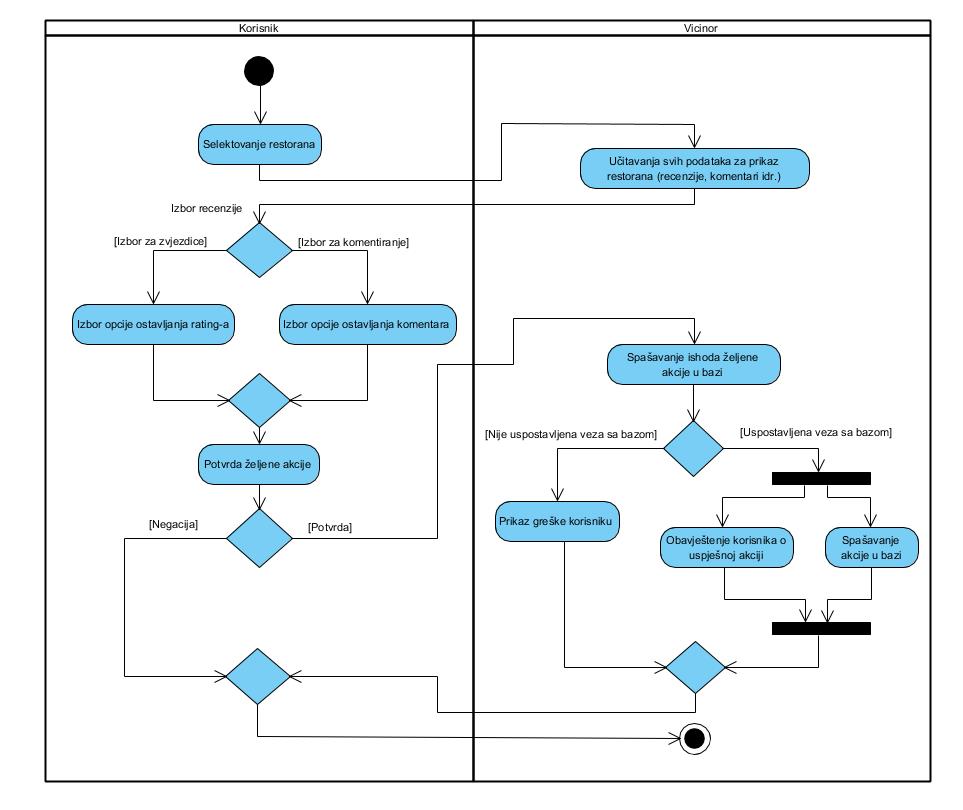 Korisnik
Vicinor
Selektovanje restorana
Učitavanja svih podataka za prikaz
restorana (recenzije, komentari idr.)
Izbor recenzije
[Izbor za zvjezdice]
[Izbor za komentiranje]
Izbor opcije ostavljanja rating-a
Izbor opcije ostavljanja komentara
Spašavanje ishoda željene
akcije u bazi
[Nije uspostavljena veza sa bazom]
[Uspostavljena veza sa bazom]
Potvrda željene akcije
[Negacija]
[Potvrda]
Prikaz greške korisniku
Obavještenje korisnika o
uspješnoj akciji
Spašavanje
akcije u bazi